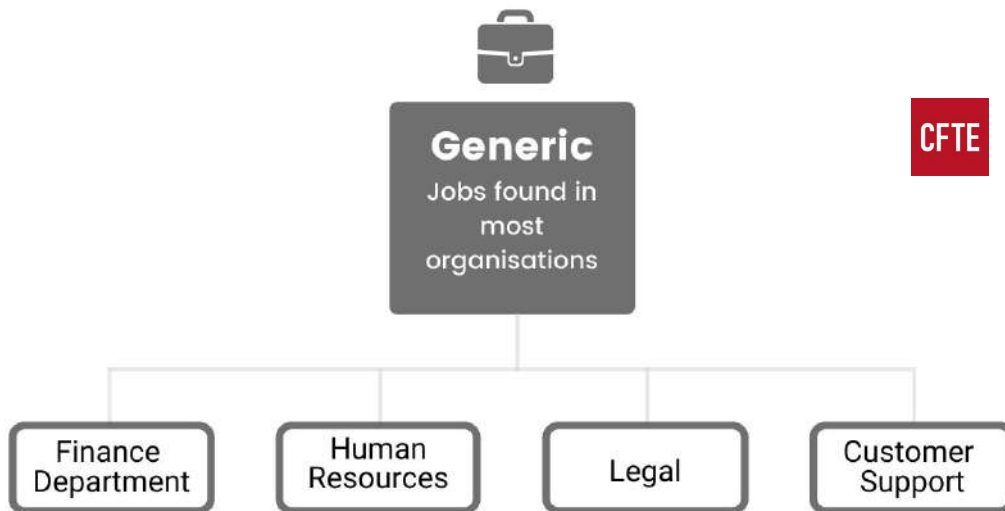 CFTE
Generic
Jobs found in
most
organisations
Finance
Department
Human
Resources
Legal
Customer
Support